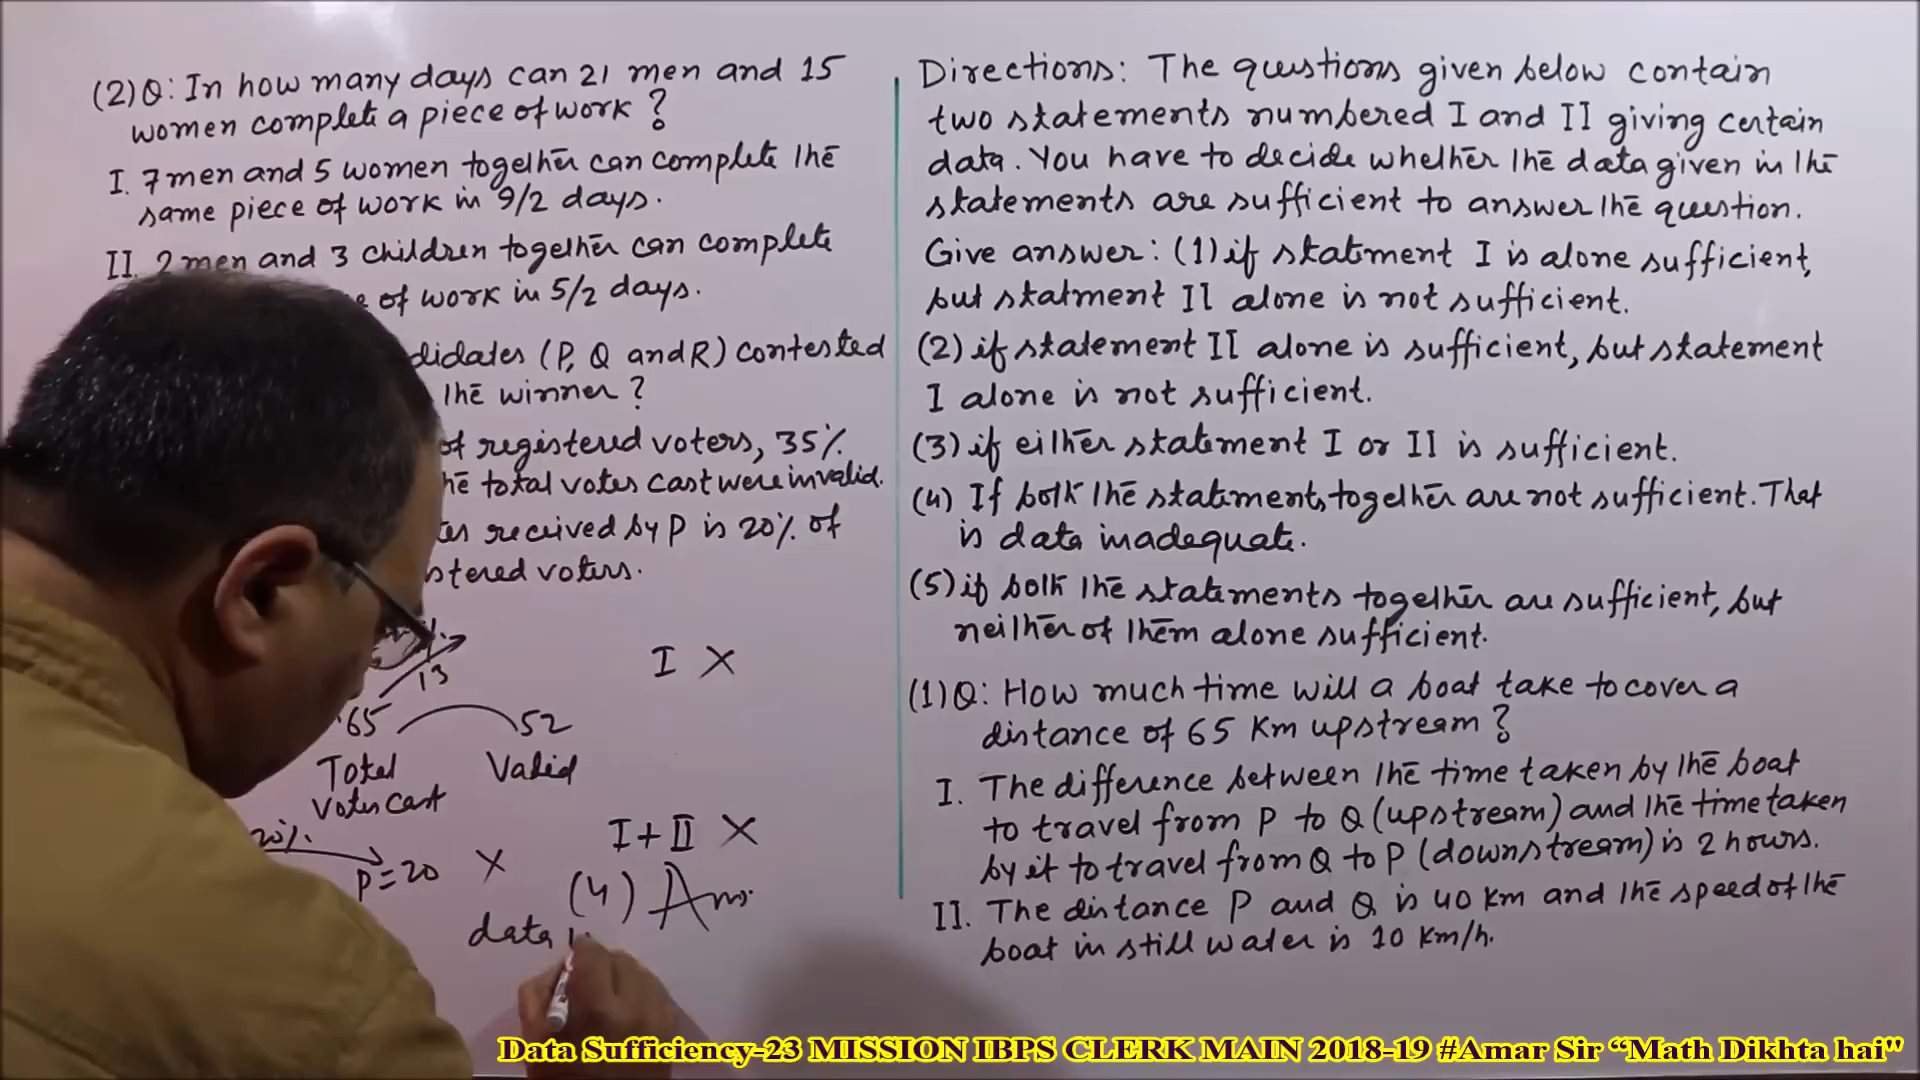 (2) Q: In how many days can 21 men and 15
women complete a piece of work ?
I. 7 men and 5 women together can complete the
same piece of work in 9/2 days.
II. 2 men and 3 children together can complete
of work in 5/2 days.
(P, Q and R) contested
the winner ?
of registered voters, 35%
total votes cast were invalid.
received by P is 20% of
voters.
13
65 52
Total Valid
Votes cast
I X
20%
P = 20 X
I + II X
(4) Ans.
data
Directions: The questions given below contain
two statements numbered I and II giving certain
data. You have to decide whether the data given in the
statements are sufficient to answer the question.
Give answer: (1) if statement I is alone sufficient,
but statment II alone is not sufficient.
(2) if statement II alone is sufficient, but statement
I alone is not sufficient.
(3) if either statement I or II is sufficient.
(4) If both the statements together are not sufficient. That
is data inadequate.
(5) if both the statements together are sufficient, but
neither of them alone sufficient.
(1) Q: How much time will a boat take to cover a
distance of 65 Km upstream ?
I. The difference between the time taken by the boat
to travel from P to Q (upstream) and the time taken
by it to travel from Q to P (downstream) is 2 hours.
II. The distance P and Q is 40 Km and the speed of the
boat in still water is 10 Km/h.
Data Sufficiency-23 MISSION IBPS CLERK MAIN 2018-19 #Amar Sir “Math Dikhta hai"